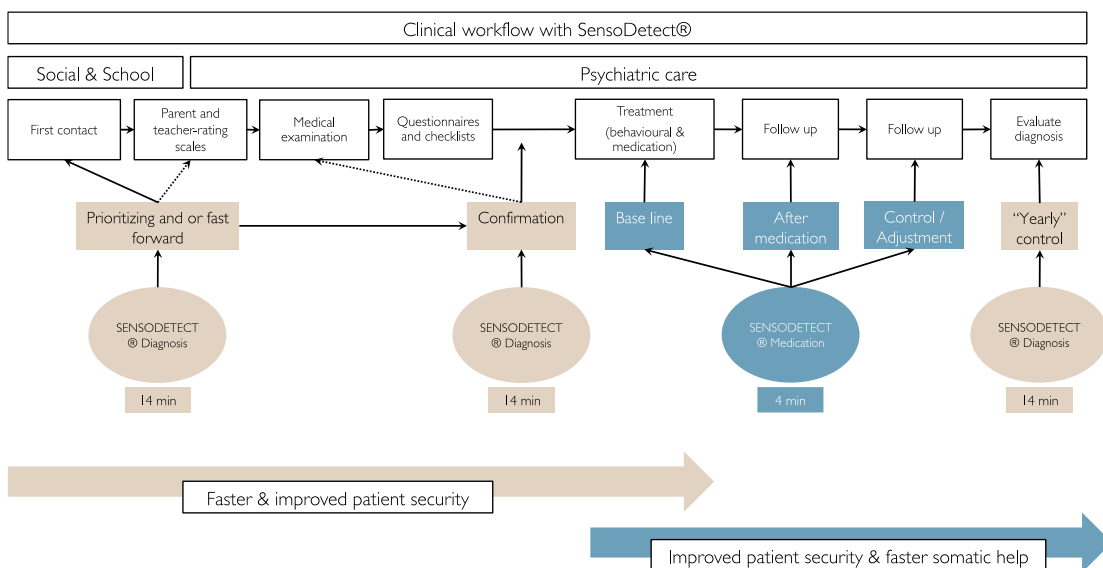 Clinical workflow with SensoDetect®
Social & School
Psychiatric care
First contact
Parent and
teacher-rating
scales
Medical
examination
Questionnaires
and checklists
Treatment
(behavioural &
medication)
Follow up
Follow up
Evaluate
diagnosis
Prioritizing and or fast
forward
Confirmation
Base line
After
medication
Control /
Adjustment
“Yearly”
control
SENSODETECT
® Diagnosis
SENSODETECT
® Diagnosis
SENSODETECT
® Medication
SENSODETECT
® Diagnosis
14 min
14 min
4 min
14 min
Faster & improved patient security
Improved patient security & faster somatic help